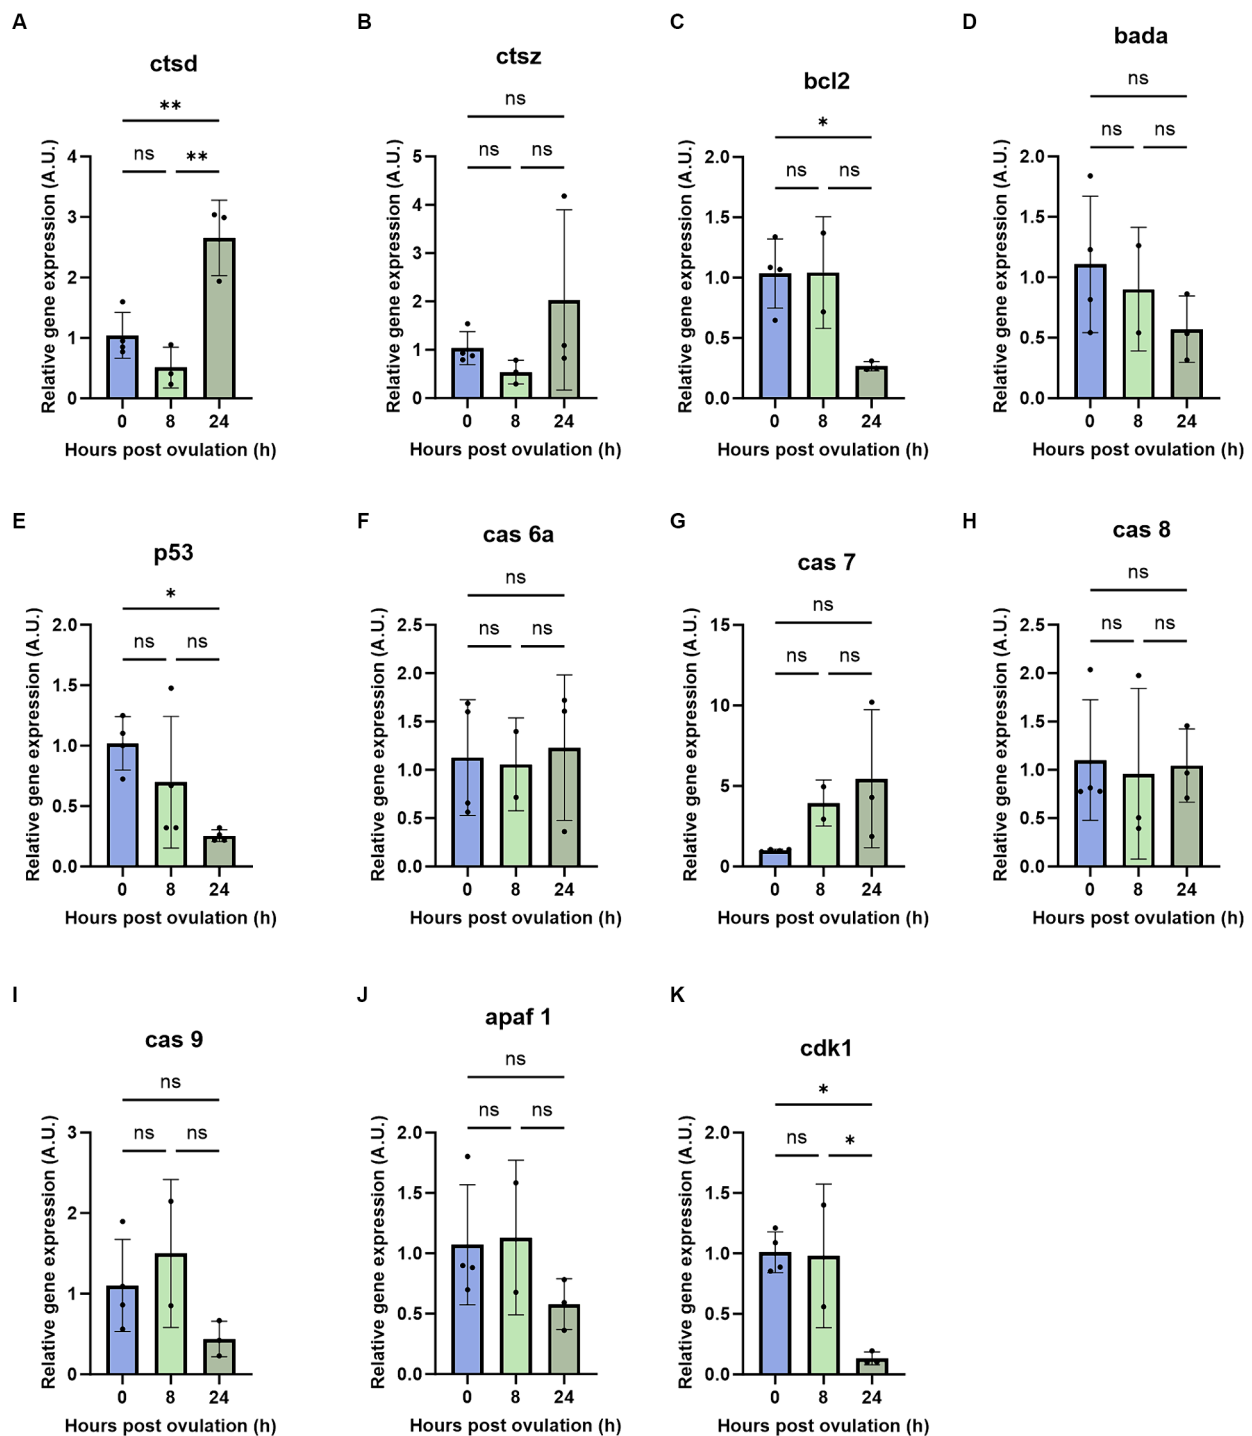 A
ctsd
**
ns
**
Relative gene expression (A.U.)
4
3
2
1
0
0 8 24
Hours post ovulation (h)
B
ctsz
ns
ns ns
Relative gene expression (A.U.)
5
4
3
2
1
0
0 8 24
Hours post ovulation (h)
C
bcl2
*
ns ns
Relative gene expression (A.U.)
2.0
1.5
1.0
0.5
0.0
0 8 24
Hours post ovulation (h)
D
bada
ns
ns ns
Relative gene expression (A.U.)
2.0
1.5
1.0
0.5
0.0
0 8 24
Hours post ovulation (h)
E
p53
*
ns ns
Relative gene expression (A.U.)
2.0
1.5
1.0
0.5
0.0
0 8 24
Hours post ovulation (h)
F
cas 6a
ns
ns ns
Relative gene expression (A.U.)
2.5
2.0
1.5
1.0
0.5
0.0
0 8 24
Hours post ovulation (h)
G
cas 7
ns
ns ns
Relative gene expression (A.U.)
15
10
5
0
0 8 24
Hours post ovulation (h)
H
cas 8
ns
ns ns
Relative gene expression (A.U.)
2.5
2.0
1.5
1.0
0.5
0.0
0 8 24
Hours post ovulation (h)
I
cas 9
ns
ns ns
Relative gene expression (A.U.)
3
2
1
0
0 8 24
Hours post ovulation (h)
J
apaf 1
ns
ns ns
Relative gene expression (A.U.)
2.0
1.5
1.0
0.5
0.0
0 8 24
Hours post ovulation (h)
K
cdk1
*
ns *
Relative gene expression (A.U.)
2.0
1.5
1.0
0.5
0.0
0 8 24
Hours post ovulation (h)